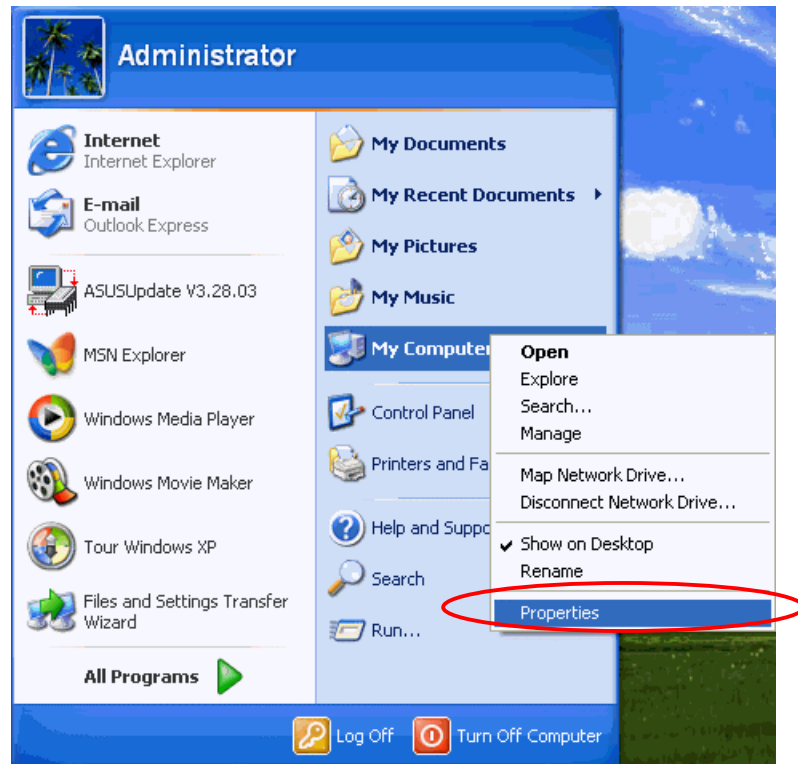 Administrator
Internet
Internet Explorer
E-mail
Outlook Express
ASUSUpdate V3.28.03
MSN Explorer
Windows Media Player
Windows Movie Maker
Tour Windows XP
Files and Settings Transfer
Wizard
All Programs
My Documents
My Recent Documents
My Pictures
My Music
My Computer
Control Panel
Printers and Fa
Help and Suppo
Search
Run...
Open
Explore
Search...
Manage
Map Network Drive...
Disconnect Network Drive...
Show on Desktop
Rename
Properties
Log Off
Turn Off Computer